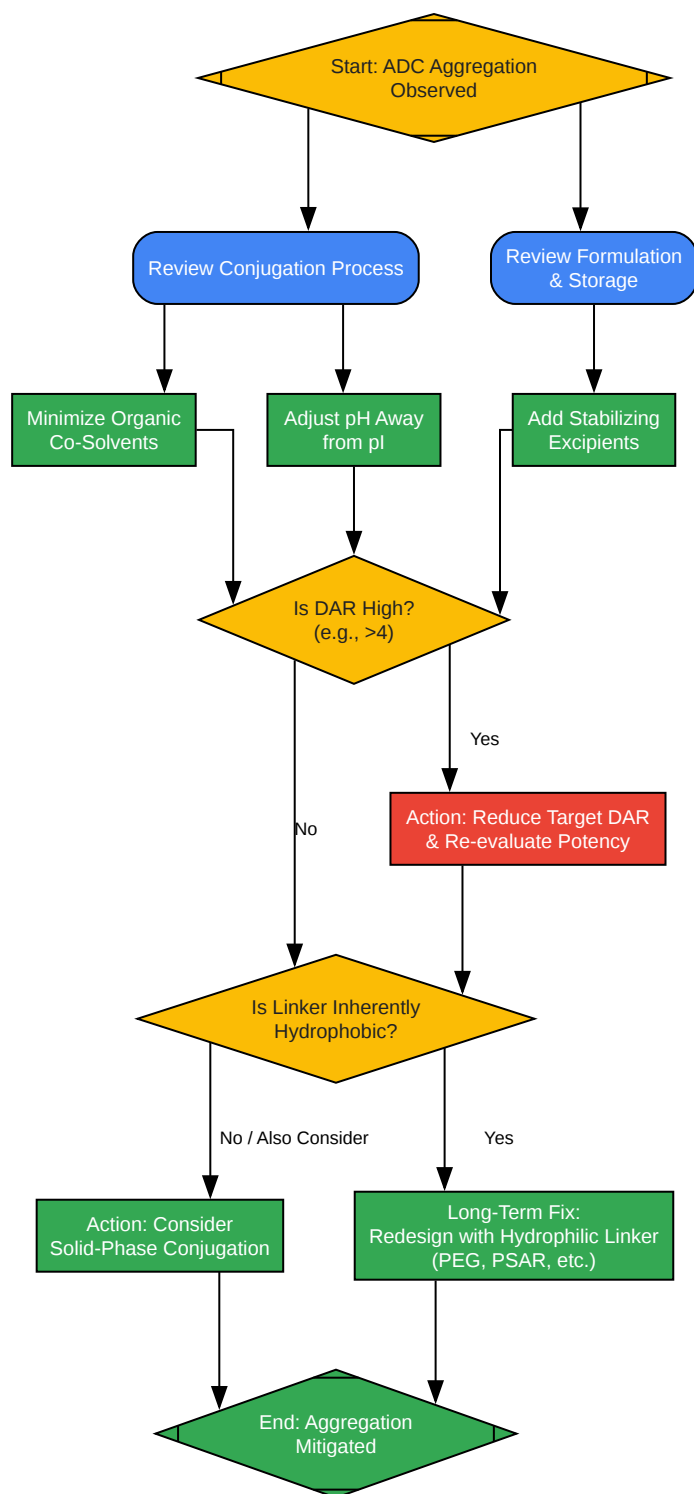 Start: ADC Aggregation
Observed
Review Conjugation Process
Review Formulation
& Storage
Minimize Organic
Co-Solvents
Adjust pH Away
from pI
Add Stabilizing
Excipients
Is DAR High?
(e.g., >4)
Yes
No
Action: Reduce Target DAR
& Re-evaluate Potency
Is Linker Inherently
Hydrophobic?
No / Also Consider
Yes
Action: Consider
Solid-Phase Conjugation
Long-Term Fix:
Redesign with Hydrophilic Linker
(PEG, PSAR, etc.)
End: Aggregation
Mitigated